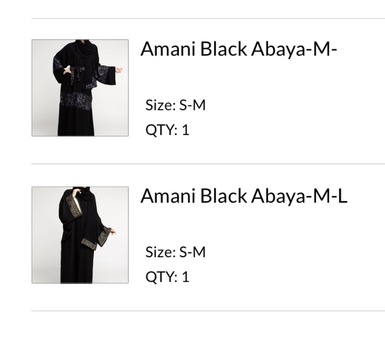 Amani Black Abaya-M-
Size: S-M
QTY: 1
Amani Black Abaya-M-L
Size: S-M
QTY: 1